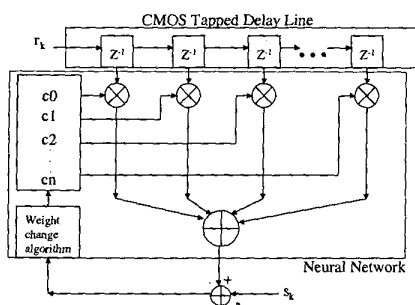 CMOS Tapped Delay Line
r_k
Z^-1 Z^-1 Z^-1 Z^-1
c0
c1
c2
cn
Weight
change
algorithm
Neural Network
+
s_k